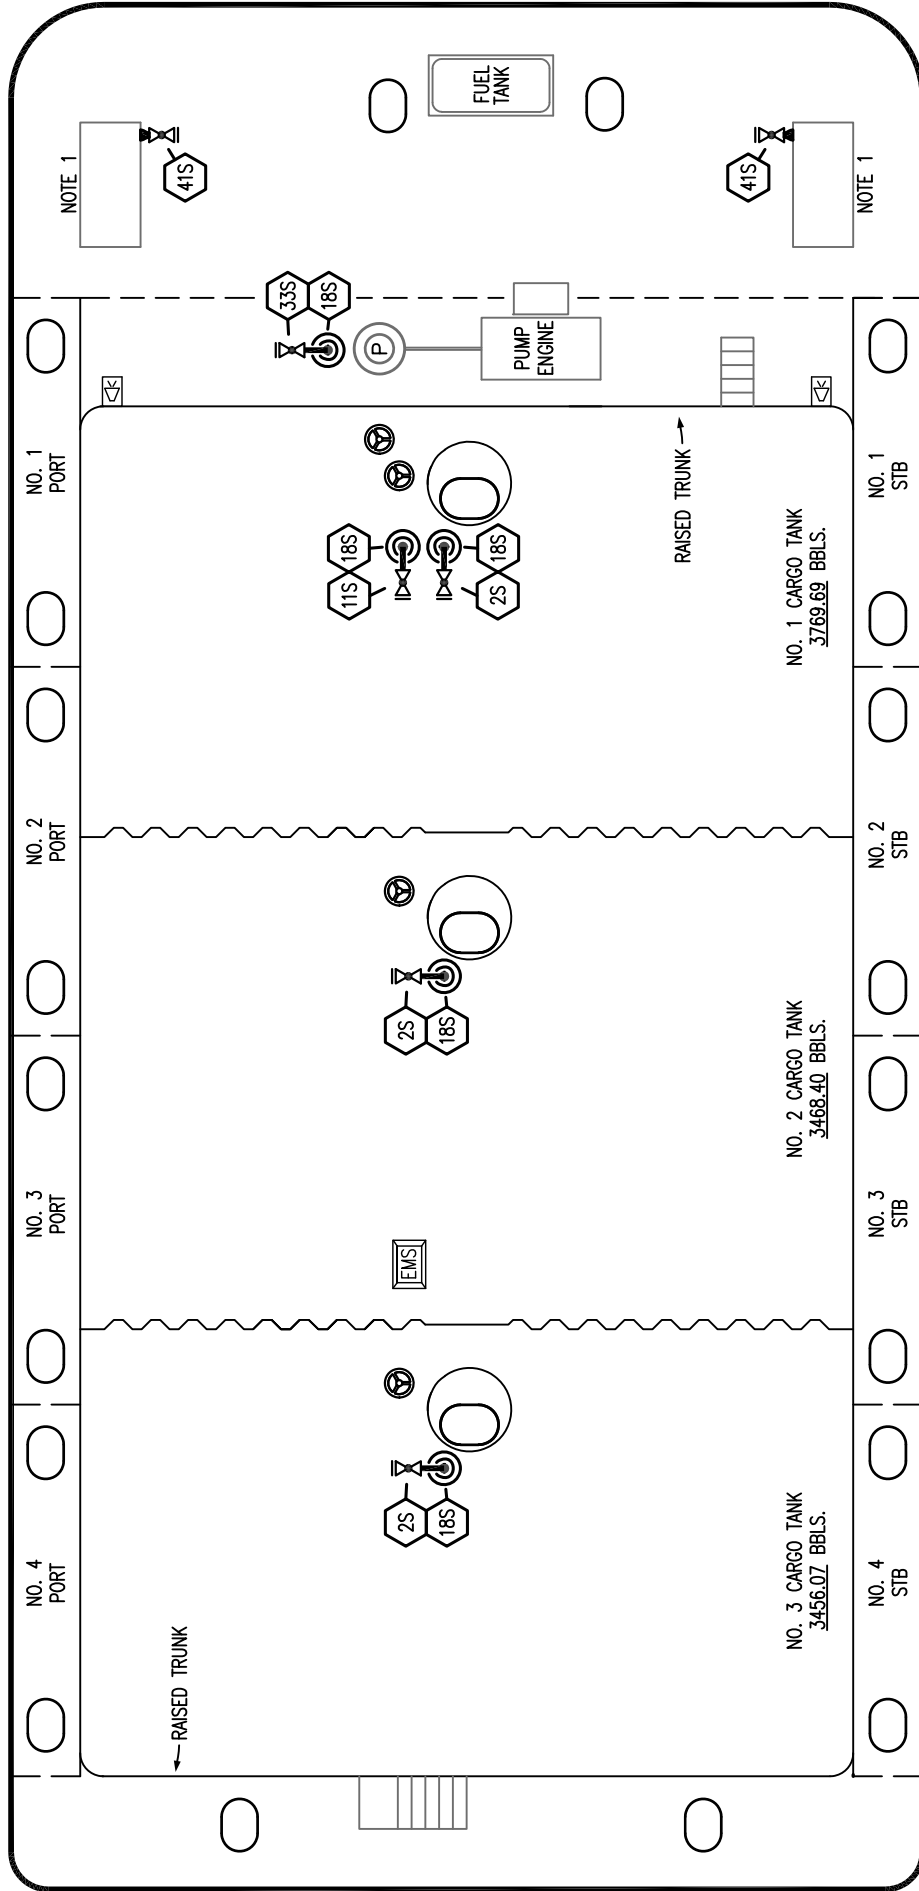 FUEL
TANK
NOTE 1
41S
41S
NOTE 1
33S
18S
P
PUMP
ENGINE
NO. 1
PORT
RAISED TRUNK
NO. 1
STB
18S
11S
18S
2S
NO. 1 CARGO TANK
3769.69 BBLS.
NO. 2
PORT
NO. 2
STB
2S
18S
NO. 2 CARGO TANK
3468.40 BBLS.
NO. 3
PORT
NO. 3
STB
EMS
2S
18S
NO. 3 CARGO TANK
3456.07 BBLS.
NO. 4
PORT
NO. 4
STB
RAISED TRUNK